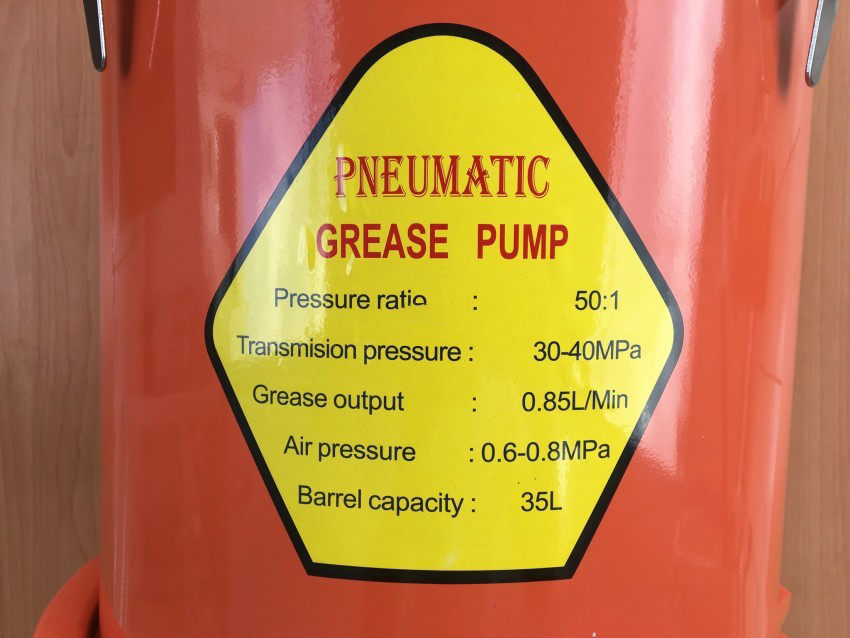 PNEUMATIC
GREASE PUMP
Pressure ratio : 50:1
Transmision pressure : 30-40MPa
Grease output : 0.85L/Min
Air pressure : 0.6-0.8MPa
Barrel capacity : 35L